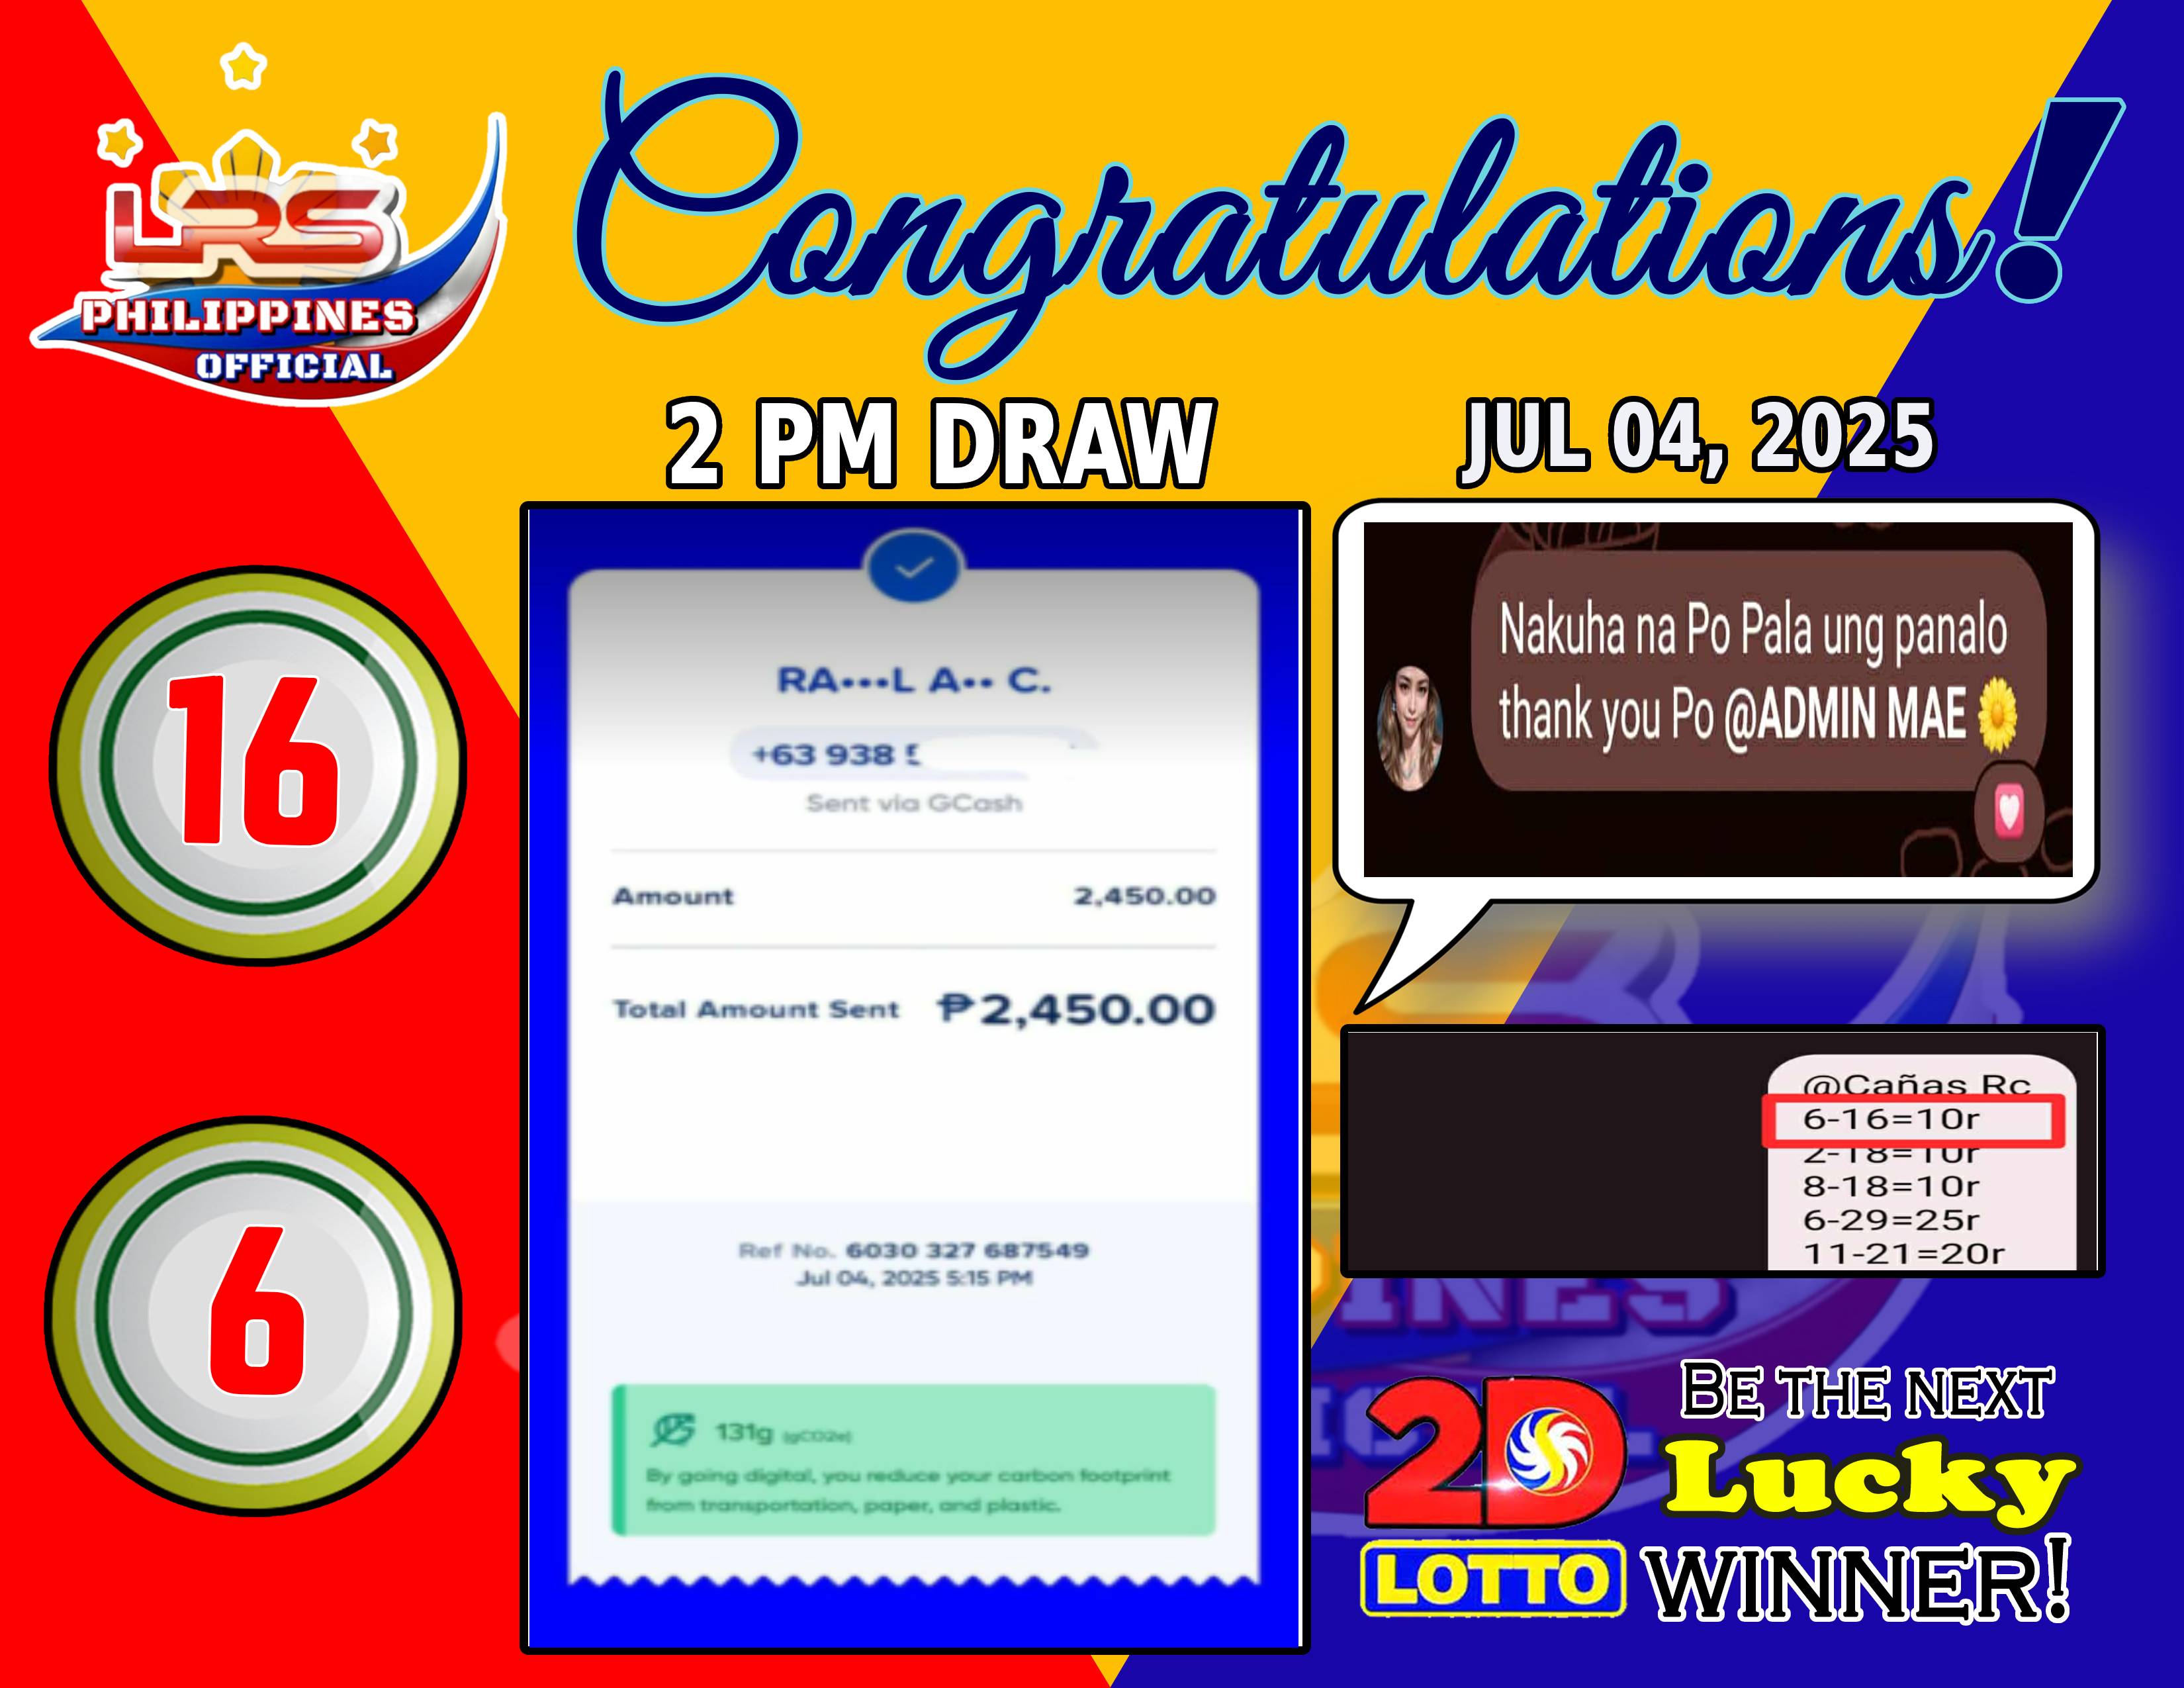 LRS
PHILIPPINES
OFFICIAL
Congratulations!
2 PM DRAW
JUL 04, 2025
16
6
RA•••L A•• C.
+63 938
Sent via GCash
Amount 2,450.00
Total Amount Sent ₱2,450.00
Ref No. 6030 327 687549
Jul 04, 2025 5:15 PM
131g (gCO2e)
By going digital, you reduce your carbon footprint
from transportation, paper, and plastic.
Nakuha na Po Pala ung panalo
thank you Po @ADMIN MAE 🌼
@Cañas Rc
6-16=10r
2-18=10r
8-18=10r
6-29=25r
11-21=20r
2D
LOTTO
BE THE NEXT
Lucky
WINNER!